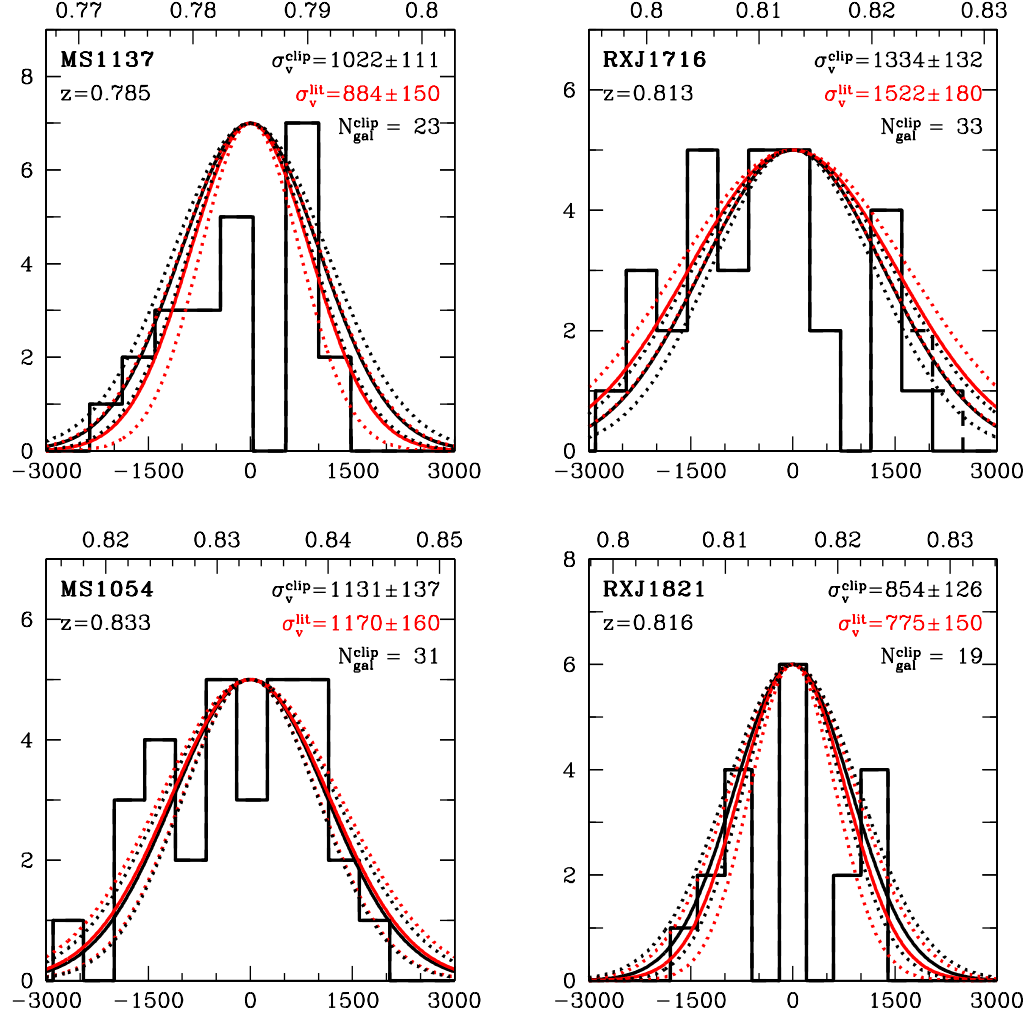 0.77 0.78 0.79 0.8
MS1137 σ_v^clip=1022±111
z=0.785 σ_v^lit=884±150
N_gal^clip = 23
8
6
4
2
0
−3000 −1500 0 1500 3000
0.8 0.81 0.82 0.83
RXJ1716 σ_v^clip=1334±132
z=0.813 σ_v^lit=1522±180
N_gal^clip = 33
6
4
2
0
−3000 −1500 0 1500 3000
0.82 0.83 0.84 0.85
MS1054 σ_v^clip=1131±137
z=0.833 σ_v^lit=1170±160
N_gal^clip = 31
6
4
2
0
−3000 −1500 0 1500 3000
0.8 0.81 0.82 0.83
RXJ1821 σ_v^clip=854±126
z=0.816 σ_v^lit=775±150
N_gal^clip = 19
8
6
4
2
0
−3000 −1500 0 1500 3000